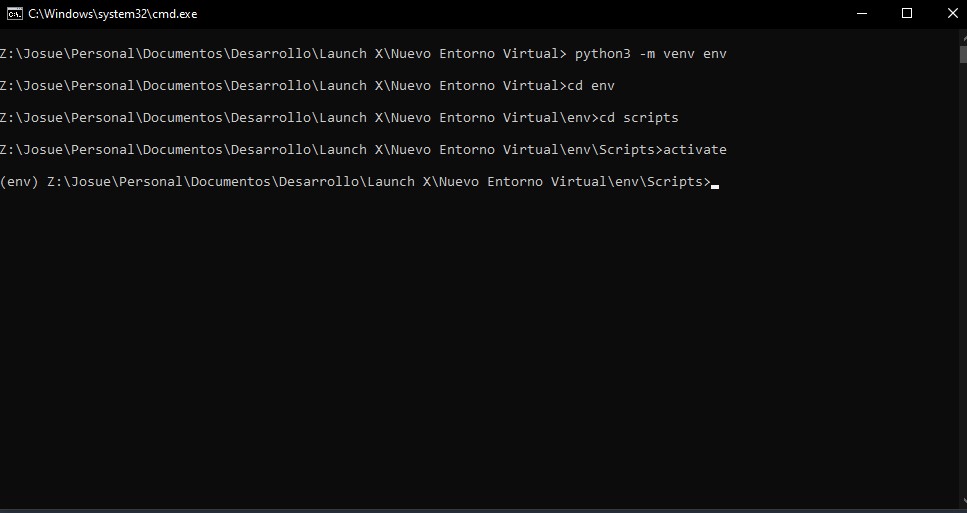 C:\Windows\system32\cmd.exe
Z:\Josue\Personal\Documentos\Desarrollo\Launch X\Nuevo Entorno Virtual> python3 -m venv env
Z:\Josue\Personal\Documentos\Desarrollo\Launch X\Nuevo Entorno Virtual>cd env
Z:\Josue\Personal\Documentos\Desarrollo\Launch X\Nuevo Entorno Virtual\env>cd scripts
Z:\Josue\Personal\Documentos\Desarrollo\Launch X\Nuevo Entorno Virtual\env\Scripts>activate
(env) Z:\Josue\Personal\Documentos\Desarrollo\Launch X\Nuevo Entorno Virtual\env\Scripts>